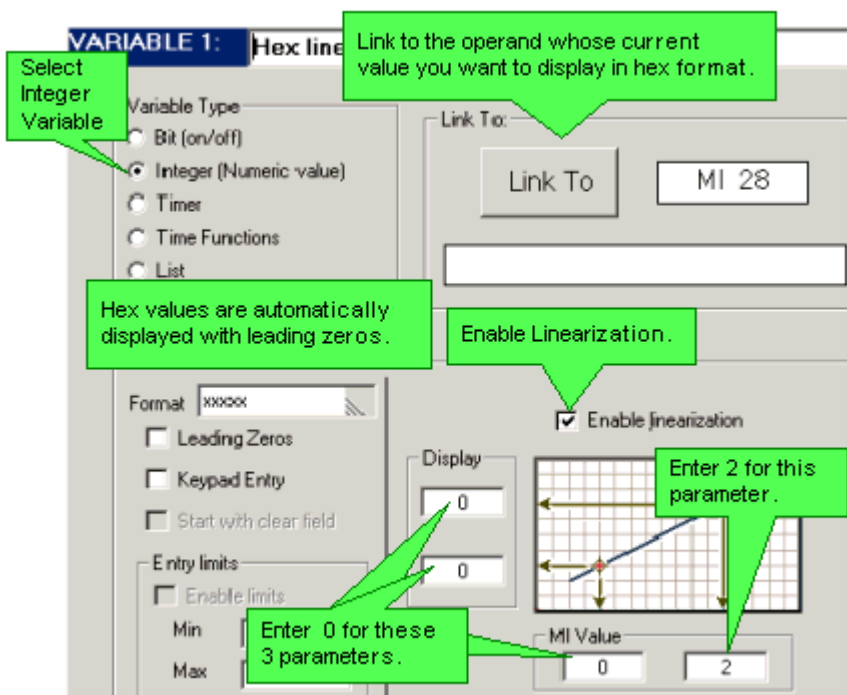 VARIABLE 1:
Hex line
Link to the operand whose current
value you want to display in hex format.
Select
Integer
Variable
Variable Type
Bit (on/off)
Integer (Numeric value)
Timer
Time Functions
List
Link To:
Link To
MI 28
Hex values are automatically
displayed with leading zeros.
Enable Linearization.
Format
xxxxx
Leading Zeros
Keypad Entry
Start with clear field
Enable linearization
Display
0
0
Enter 2 for this
parameter.
Entry limits
Enable limits
Min
Max
Enter 0 for these
3 parameters.
MI Value
0
2